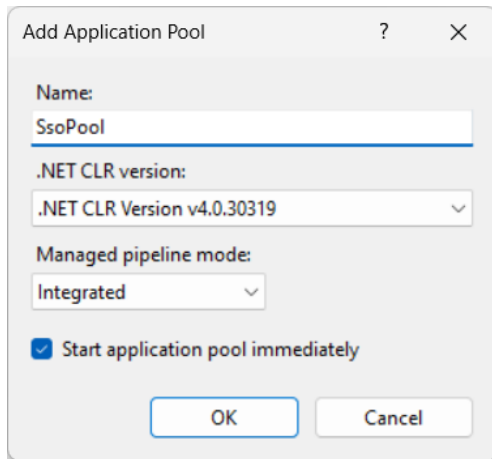 Add Application Pool ?
Name:
SsoPool
.NET CLR version:
.NET CLR Version v4.0.30319
Managed pipeline mode:
Integrated
Start application pool immediately
OK Cancel